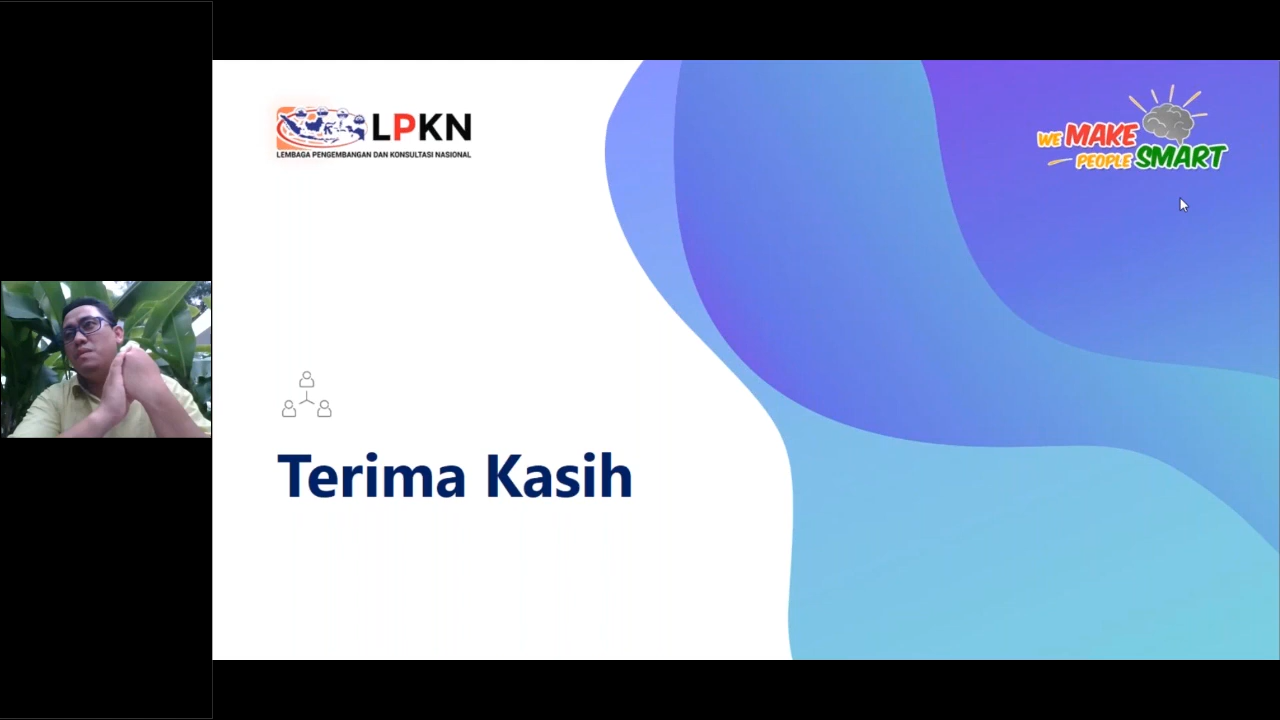 LPKN
LEMBAGA PENGEMBANGAN DAN KONSULTASI NASIONAL
WE MAKE
PEOPLE SMART
Terima Kasih